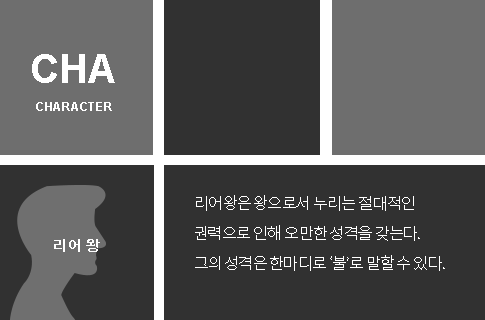 CHA
CHARACTER
리어 왕
리어왕은 왕으로서 누리는 절대적인
권력으로 인해 오만한 성격을 갖는다.
그의 성격은 한마디로 ‘불’로 말할 수 있다.